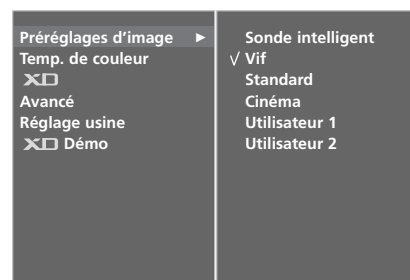 Préréglages d'image ►
Temp. de couleur
XD
Avancé
Réglage usine
XD Démo
Sonde intelligent
√ Vif
Standard
Cinéma
Utilisateur 1
Utilisateur 2